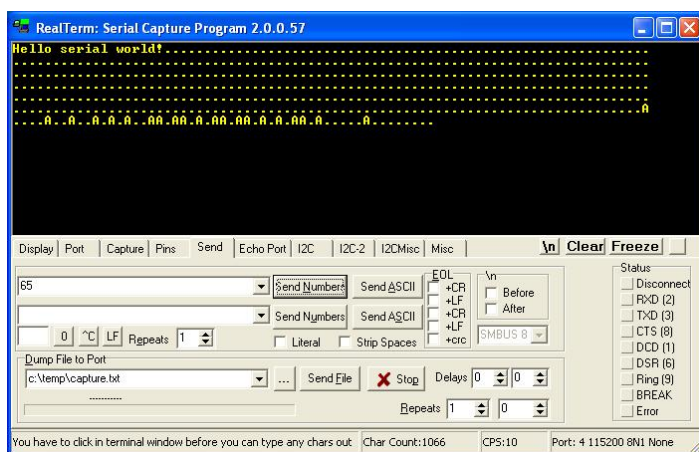 RealTerm: Serial Capture Program 2.0.0.57
Hello serial world!.............................................................
................................................................................
................................................................................
................................................................................
................................................................................
...............................................................................A
....A..A..A.A.A..AA.AA.A.AA.AA.A.A.AA.A.....A........
Display Port Capture Pins Send Echo Port I2C I2C-2 I2CMisc Misc \n Clear Freeze
65 Send Numbers Send ASCII
Send Numbers Send ASCII
0 ^C LF Repeats 1 Literal Strip Spaces
EOL
+CR
+LF
+CR
+LF
+crc
\n
Before
After
SMBUS 8
Dump File to Port
c:\temp\capture.txt ... Send File Stop Delays 0 0
Repeats 1 0
Status
Disconnect
RXD (2)
TXD (3)
CTS (8)
DCD (1)
DSR (6)
Ring (9)
BREAK
Error
You have to click in terminal window before you can type any chars out Char Count:1066 CPS:10 Port: 4 115200 8N1 None